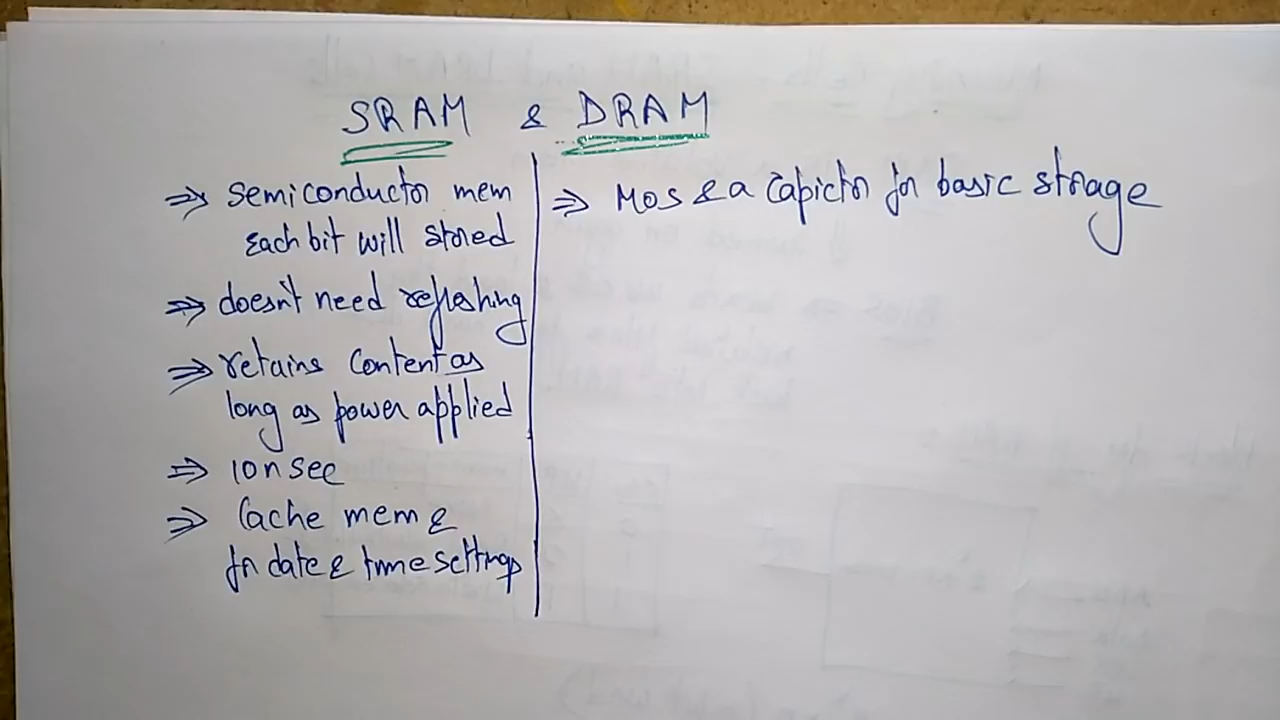 SRAM & DRAM
⇒ Semiconductor mem
Each bit will stored
⇒ doesn't need refreshing
⇒ retains content as
long as power applied
⇒ 10nsec
⇒ Cache mem &
for date & time settings
⇒ MOS & a Capictor for basic storage